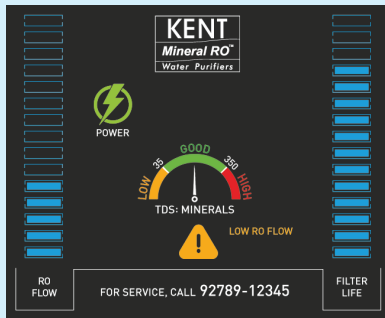 KENT
Mineral RO™
Water Purifiers
POWER
GOOD
35
350
LOW
HIGH
TDS: MINERALS
LOW RO FLOW
RO
FLOW
FOR SERVICE, CALL 92789-12345
FILTER
LIFE